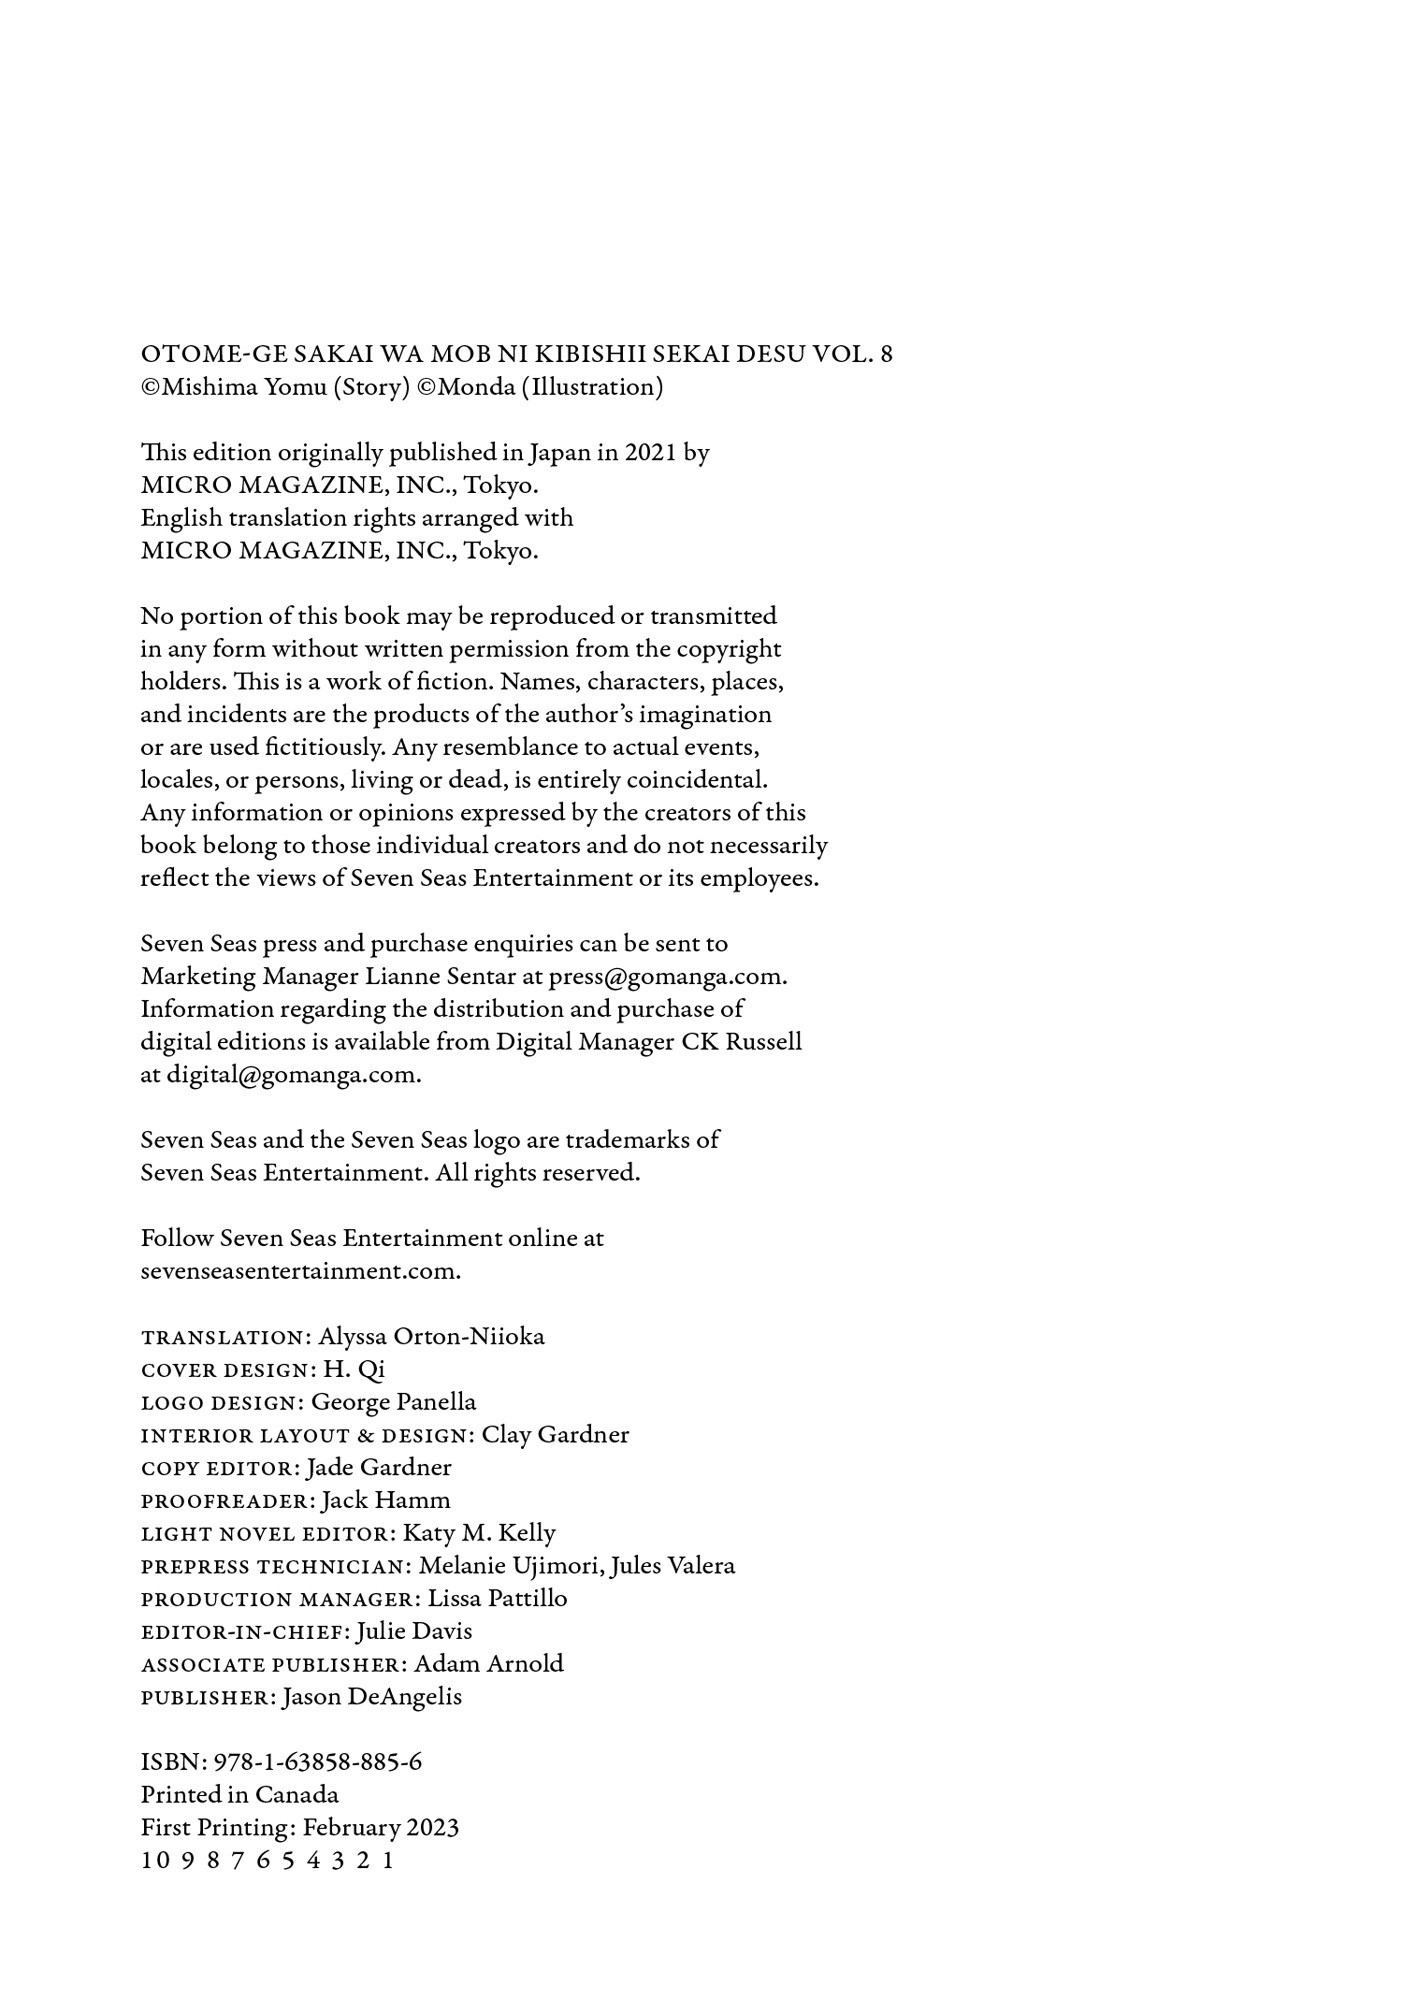 OTOME-GE SAKAI WA MOB NI KIBISHII SEKAI DESU VOL. 8
©Mishima Yomu (Story) ©Monda (Illustration)
This edition originally published in Japan in 2021 by
MICRO MAGAZINE, INC., Tokyo.
English translation rights arranged with
MICRO MAGAZINE, INC., Tokyo.
No portion of this book may be reproduced or transmitted
in any form without written permission from the copyright
holders. This is a work of fiction. Names, characters, places,
and incidents are the products of the author’s imagination
or are used fictitiously. Any resemblance to actual events,
locales, or persons, living or dead, is entirely coincidental.
Any information or opinions expressed by the creators of this
book belong to those individual creators and do not necessarily
reflect the views of Seven Seas Entertainment or its employees.
Seven Seas press and purchase enquiries can be sent to
Marketing Manager Lianne Sentar at press@gomanga.com.
Information regarding the distribution and purchase of
digital editions is available from Digital Manager CK Russell
at digital@gomanga.com.
Seven Seas and the Seven Seas logo are trademarks of
Seven Seas Entertainment. All rights reserved.
Follow Seven Seas Entertainment online at
sevenseasentertainment.com.
TRANSLATION: Alyssa Orton-Niioka
COVER DESIGN: H. Qi
LOGO DESIGN: George Panella
INTERIOR LAYOUT & DESIGN: Clay Gardner
COPY EDITOR: Jade Gardner
PROOFREADER: Jack Hamm
LIGHT NOVEL EDITOR: Katy M. Kelly
PREPRESS TECHNICIAN: Melanie Ujimori, Jules Valera
PRODUCTION MANAGER: Lissa Pattillo
EDITOR-IN-CHIEF: Julie Davis
ASSOCIATE PUBLISHER: Adam Arnold
PUBLISHER: Jason DeAngelis
ISBN: 978-1-63858-885-6
Printed in Canada
First Printing: February 2023
10 9 8 7 6 5 4 3 2 1